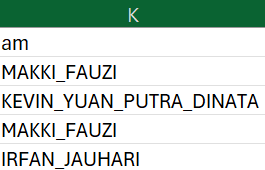 K
am
MAKKI_FAUZI
KEVIN_YUAN_PUTRA_DINATA
MAKKI_FAUZI
IRFAN_JAUHARI